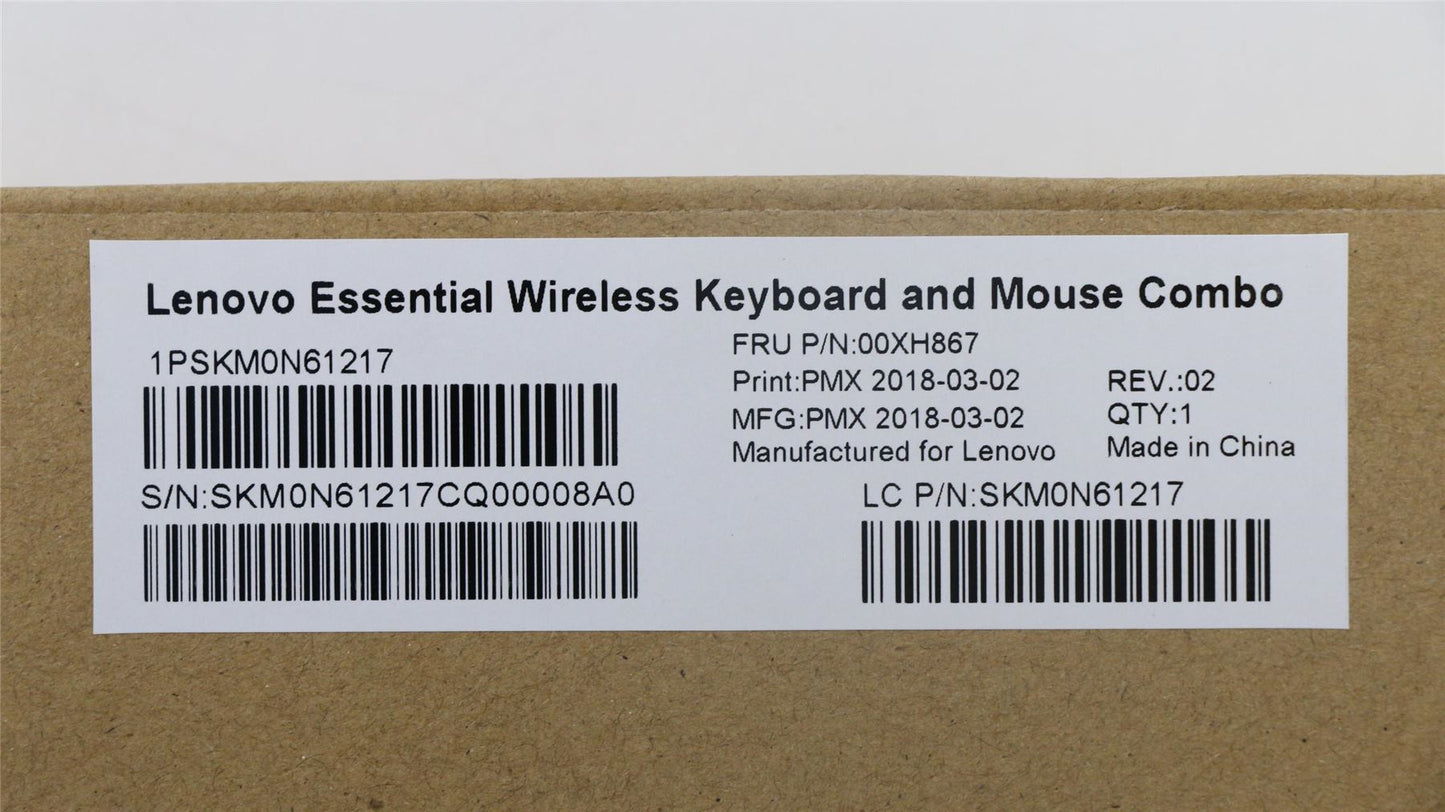 Lenovo Essential Wireless Keyboard and Mouse Combo
1PSKM0N61217
S/N:SKM0N61217CQ00008A0
FRU P/N:00XH867
Print:PMX 2018-03-02
MFG:PMX 2018-03-02
Manufactured for Lenovo
REV.:02
QTY:1
Made in China
LC P/N:SKM0N61217